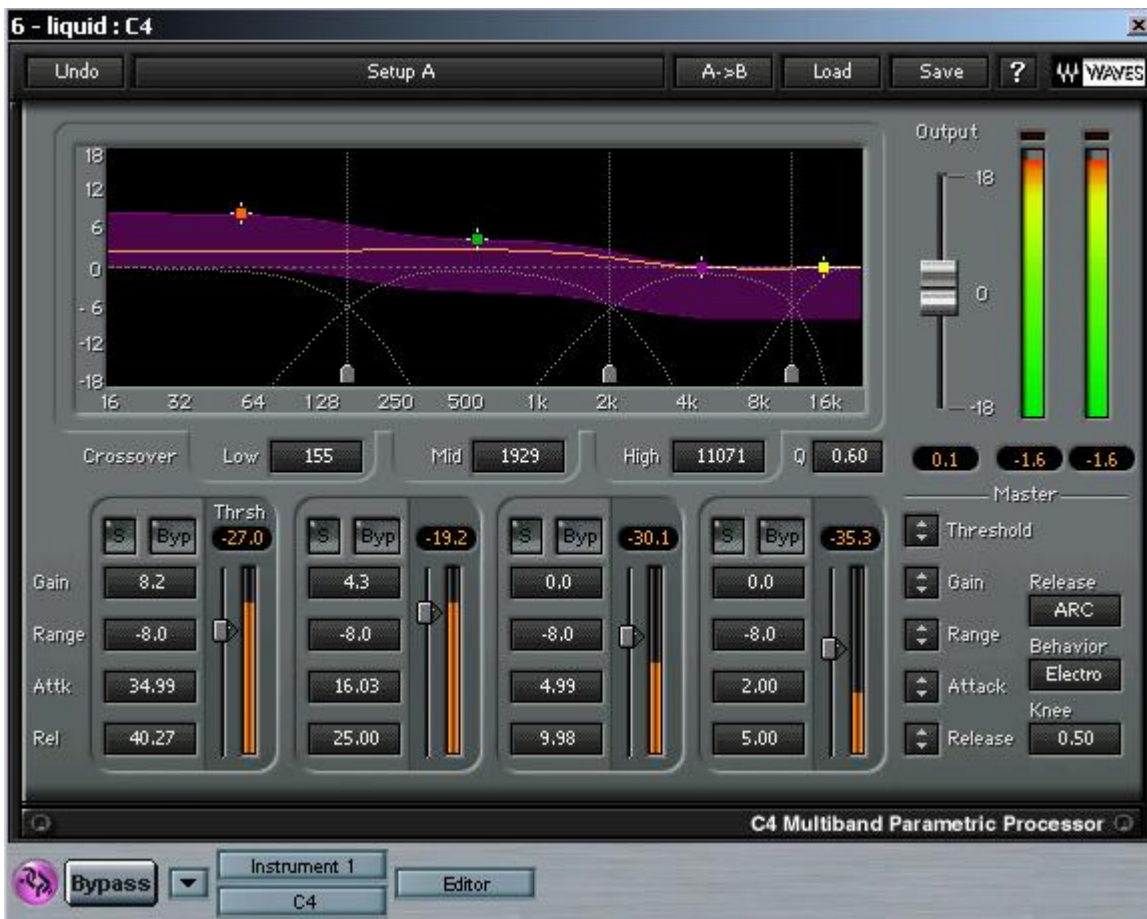 6 - liquid : C4
Undo Setup A A->B Load Save ? WAVES
Output
18
12
6
0
- 6
-12
-18
16 32 64 128 250 500 1k 2k 4k 8k 16k
18
0
-18
Crossover Low 155 Mid 1929 High 11071 Q 0.60
0.1 -1.6 -1.6
Master
Thrsh
S Byp -27.0 S Byp -19.2 S Byp -30.1 S Byp -35.3 Threshold
Gain 8.2 4.3 0.0 0.0 Gain Release
ARC
Range -8.0 -8.0 -8.0 -8.0 Range Behavior
Electro
Attk 34.99 16.03 4.99 2.00 Attack Knee
Rel 40.27 25.00 9.98 5.00 Release 0.50
C4 Multiband Parametric Processor
Bypass Instrument 1
C4
Editor